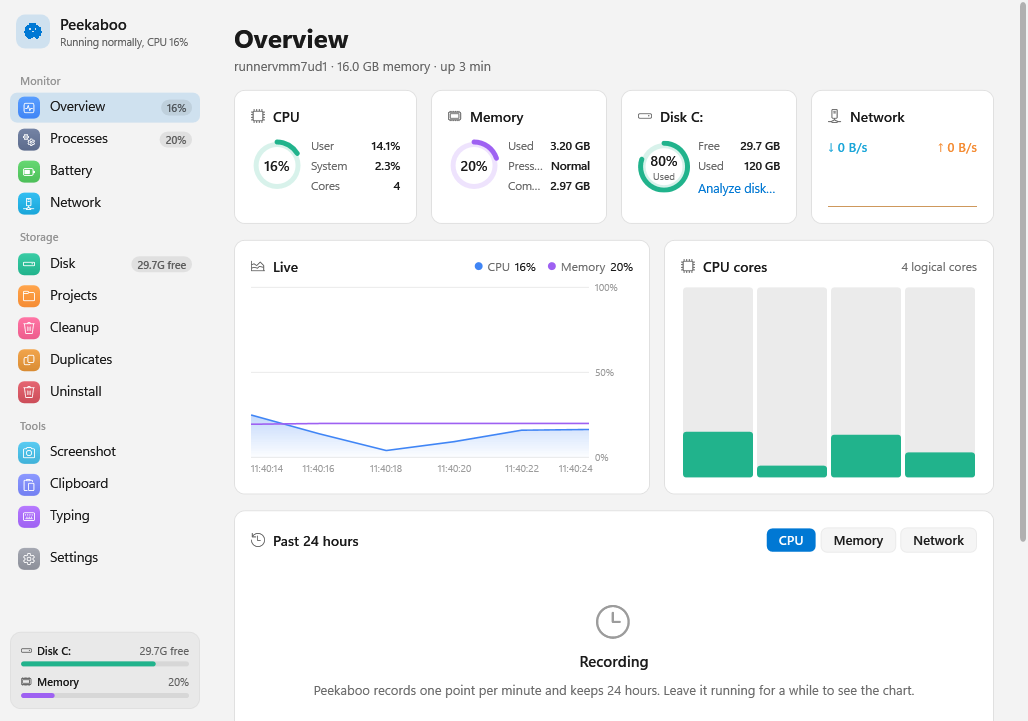 Peekaboo
Running normally, CPU 16%
Monitor
Overview 16%
Processes 20%
Battery
Network
Storage
Disk 29.7G free
Projects
Cleanup
Duplicates
Uninstall
Tools
Screenshot
Clipboard
Typing
Settings
Disk C: 29.7G free
Memory 20%
Overview
runnervmm7ud1 · 16.0 GB memory · up 3 min
CPU
16%
User 14.1%
System 2.3%
Cores 4
Memory
20%
Used 3.20 GB
Press... Normal
Com... 2.97 GB
Disk C:
80%
Used
Free 29.7 GB
Used 120 GB
Analyze disk...
Network
↓ 0 B/s ↑ 0 B/s
Live
CPU 16% Memory 20%
100%
50%
0%
11:40:14 11:40:16 11:40:18 11:40:20 11:40:22 11:40:24
CPU cores
4 logical cores
Past 24 hours
CPU Memory Network
Recording
Peekaboo records one point per minute and keeps 24 hours. Leave it running for a while to see the chart.